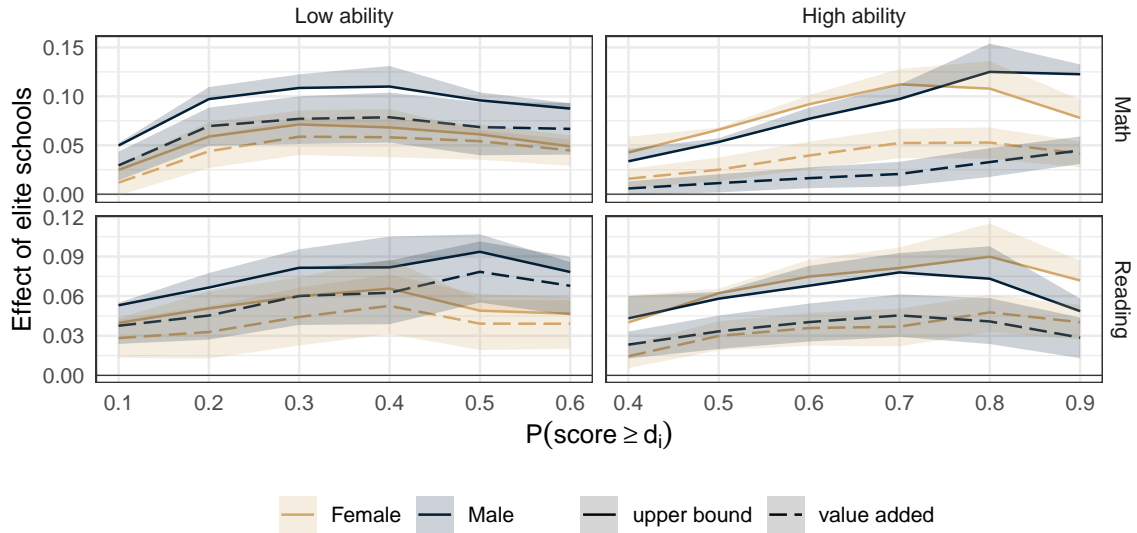 Low ability
High ability
Effect of elite schools
0.15
0.10
0.05
0.00
Math
0.12
0.09
0.06
0.03
0.00
Reading
0.1 0.2 0.3 0.4 0.5 0.6
0.4 0.5 0.6 0.7 0.8 0.9
P(score ≥ dᵢ)
Female Male upper bound value added